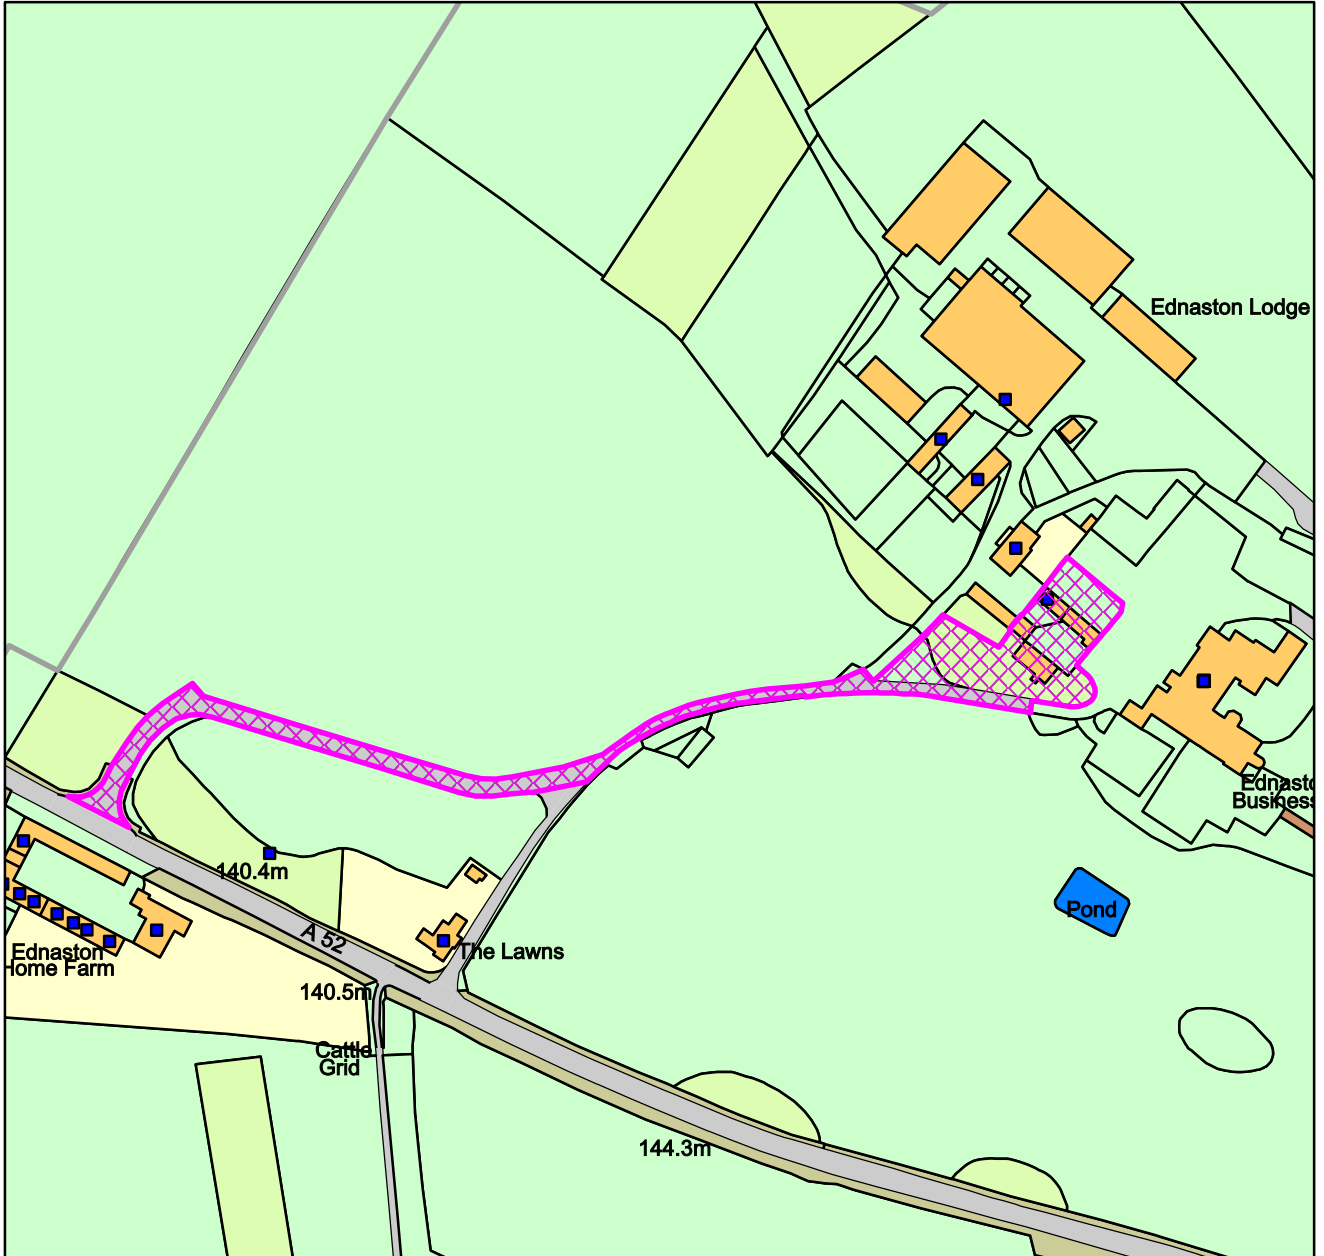 Ednaston Lodge
Ednasto
Business
140.4m
Pond
A 52
The Lawns
Ednaston
Home Farm
140.5m
Cattle
Grid
144.3m